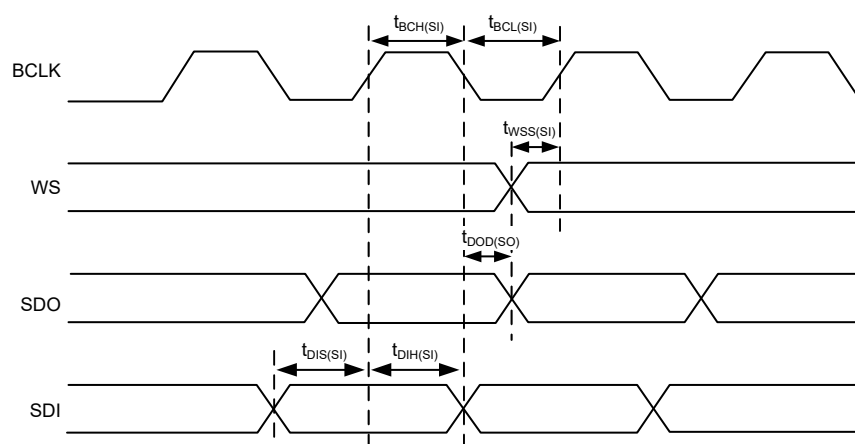 tBCH(SI) tBCL(SI)
BCLK
tWSS(SI)
WS
tDOD(SO)
SDO
tDIS(SI) tDIH(SI)
SDI